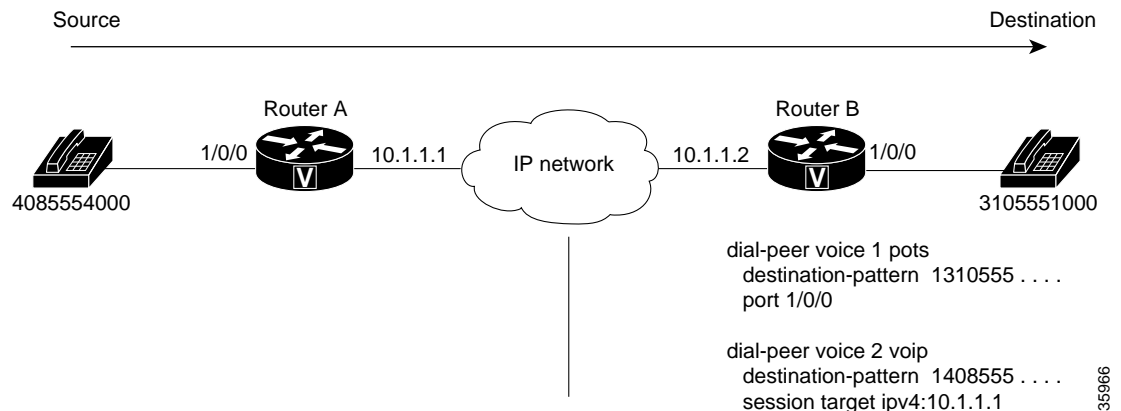 Source
Destination
Router A
Router B
1/0/0
10.1.1.1
IP network
10.1.1.2
1/0/0
V
V
4085554000
3105551000
dial-peer voice 1 pots
destination-pattern 1310555 . . . .
port 1/0/0
dial-peer voice 2 voip
destination-pattern 1408555 . . . .
session target ipv4:10.1.1.1
35966